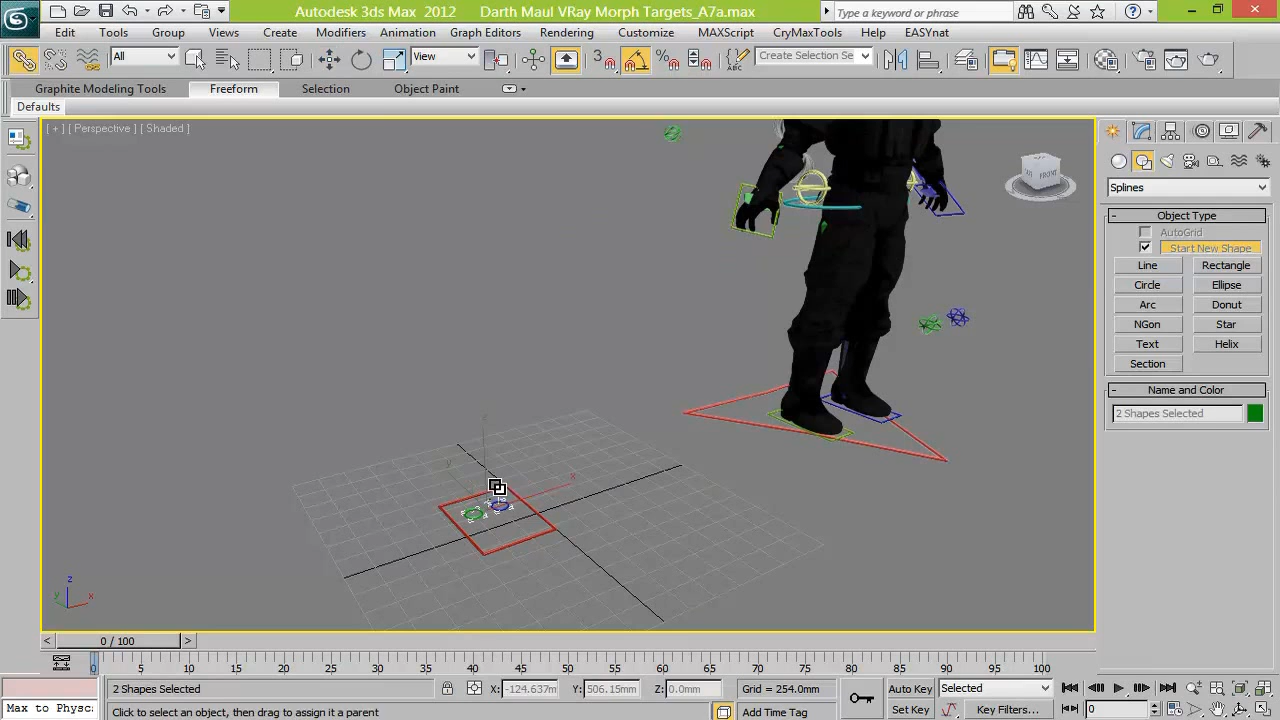 Autodesk 3ds Max 2012 Darth Maul VRay Morph Targets_A7a.max
Type a keyword or phrase
Edit Tools Group Views Create Modifiers Animation Graph Editors Rendering Customize MAXScript CryMaxTools Help EASYnat
All View 3 Create Selection Se
Graphite Modeling Tools Freeform Selection Object Paint
Defaults
[ + ] [ Perspective ] [ Shaded ]
FRONT
Splines
- Object Type
AutoGrid
Start New Shape
Line Rectangle
Circle Ellipse
Arc Donut
NGon Star
Text Helix
Section
- Name and Color
2 Shapes Selected
y x
z
y x
< 0 / 100 >
0 5 10 15 20 25 30 35 40 45 50 55 60 65 70 75 80 85 90 95 100
2 Shapes Selected X: -124.637m Y: 506.15mm Z: 0.0mm Grid = 254.0mm Auto Key Selected
Max to Physc Click to select an object, then drag to assign it a parent Add Time Tag Set Key Key Filters... 0